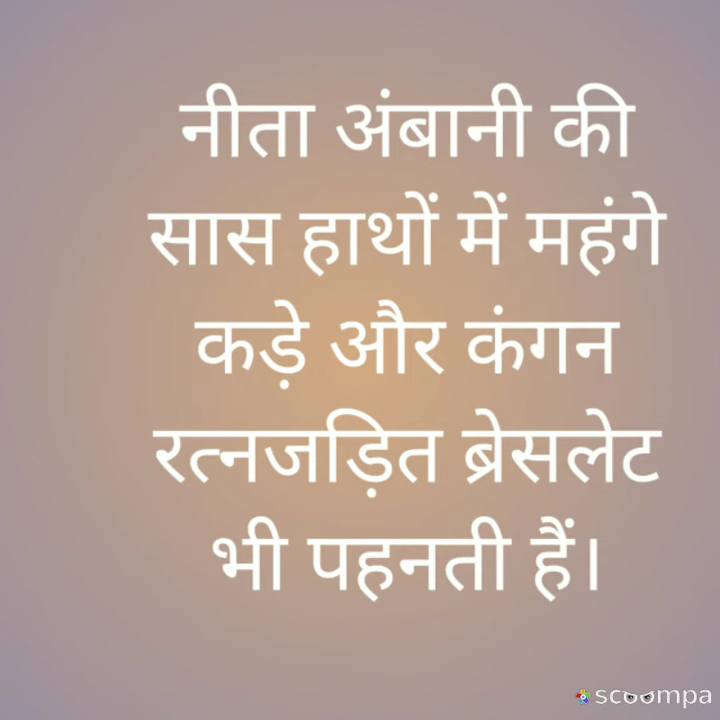 नीता अंबानी की
सास हाथों में महंगे
कड़े और कंगन
रत्नजड़ित ब्रेसलेट
भी पहनती हैं।
scoompa